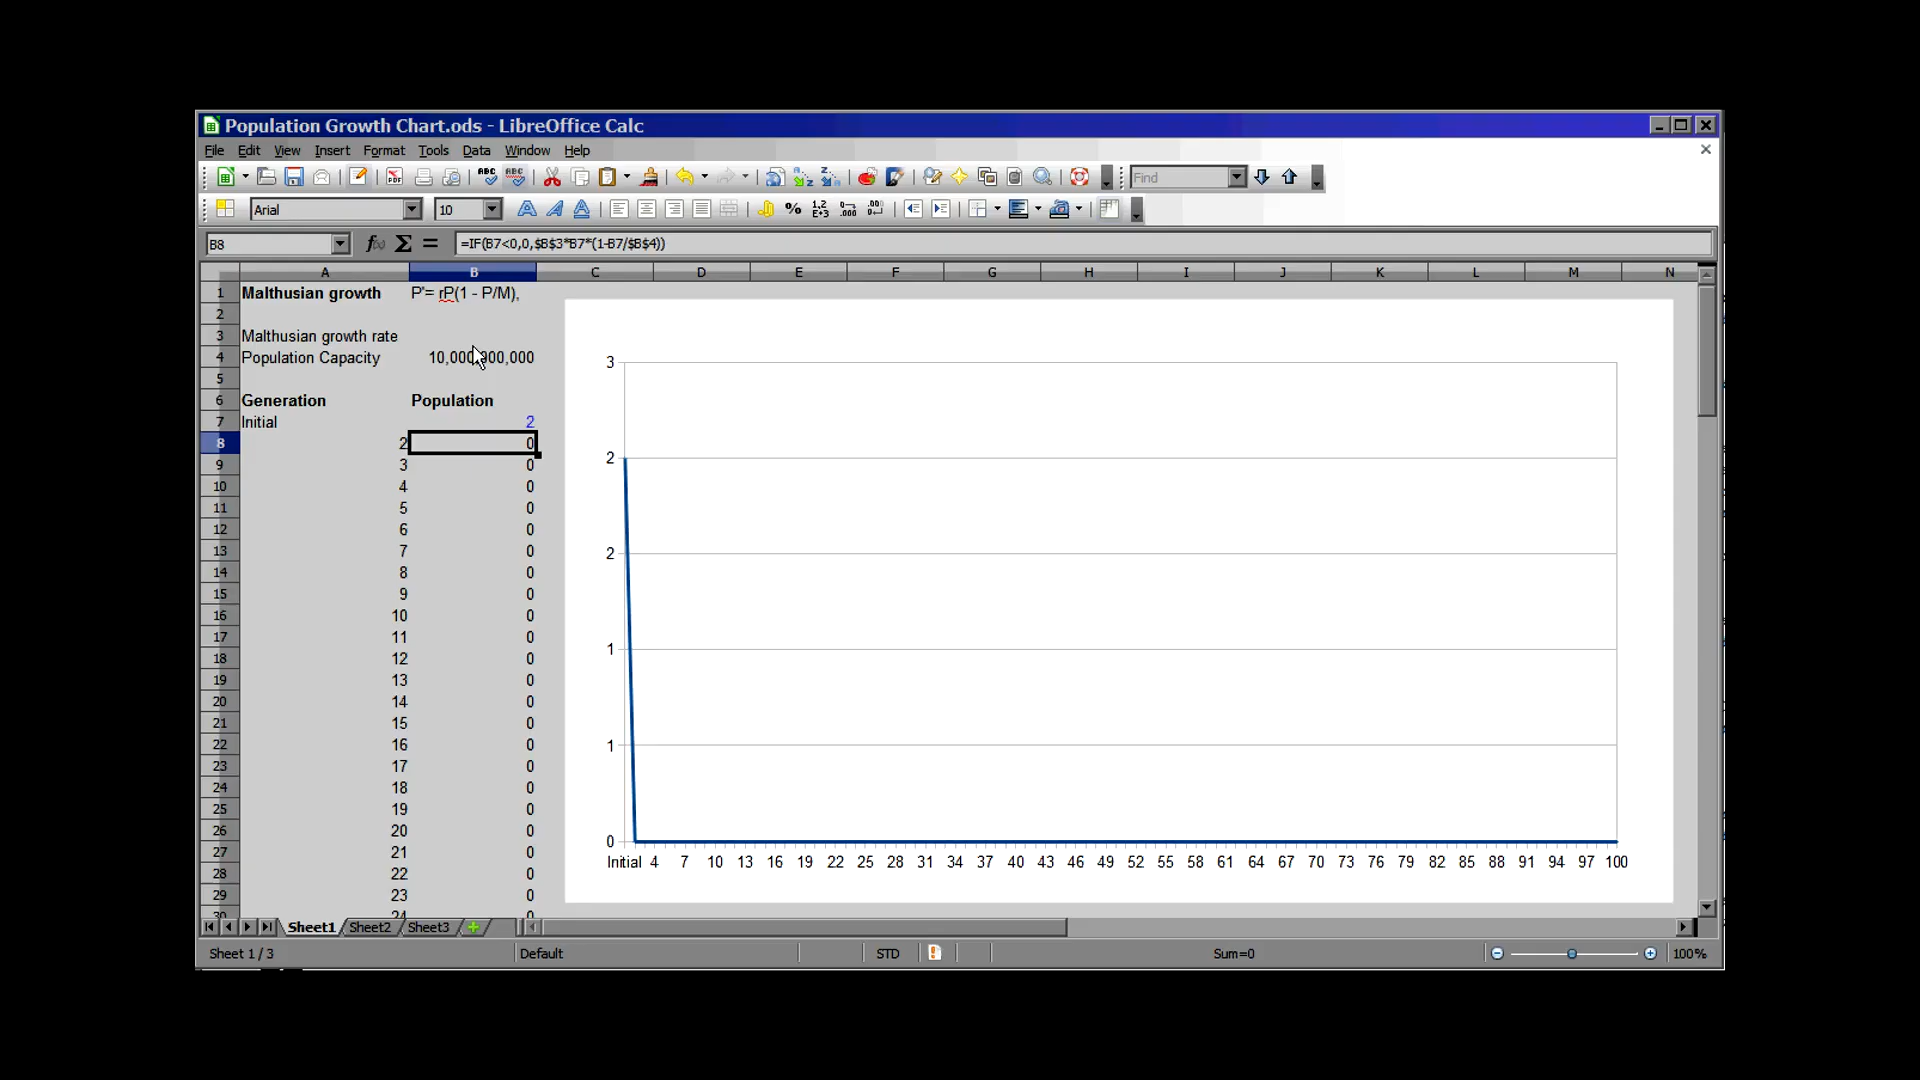 Population Growth Chart.ods - LibreOffice Calc
File Edit View Insert Format Tools Data Window Help
Find
Arial 10
B8 =IF(B7<0,0,$B$3*B7*(1-B7/$B$4))
A B C D E F G H I J K L M N
1 Malthusian growth P'= rP(1 - P/M),
2
3 Malthusian growth rate
4 Population Capacity 10,000,000,000
5
6 Generation Population
7 Initial 2
8 2 0
9 3 0
10 4 0
11 5 0
12 6 0
13 7 0
14 8 0
15 9 0
16 10 0
17 11 0
18 12 0
19 13 0
20 14 0
21 15 0
22 16 0
23 17 0
24 18 0
25 19 0
26 20 0
27 21 0
28 22 0
29 23 0
30 24 0
3
2
2
1
1
0
Initial 4 7 10 13 16 19 22 25 28 31 34 37 40 43 46 49 52 55 58 61 64 67 70 73 76 79 82 85 88 91 94 97 100
Sheet1 Sheet2 Sheet3
Sheet 1 / 3 Default STD Sum=0 100%